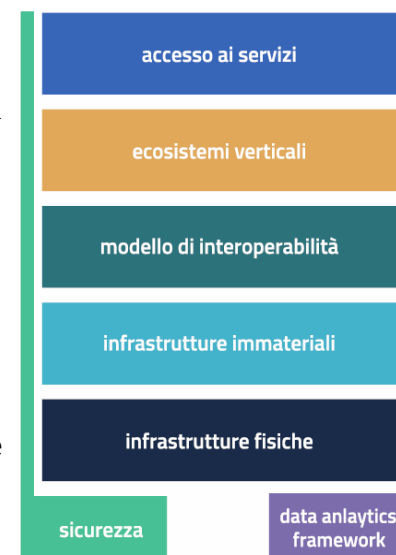 accesso ai servizi
ecosistemi verticali
modello di interoperabilità
infrastrutture immateriali
infrastrutture fisiche
sicurezza
data anlaytics
framework